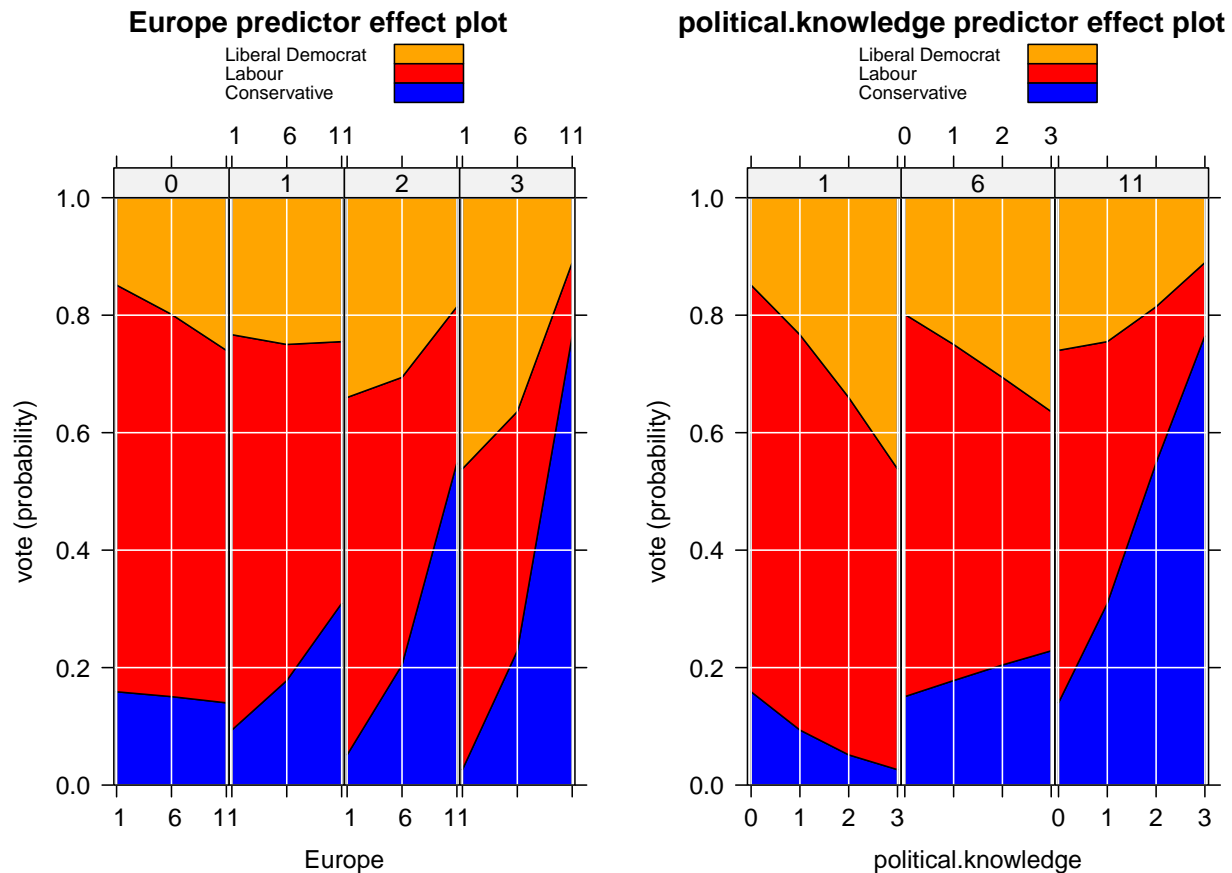 Europe predictor effect plot
Liberal Democrat
Labour
Conservative
1 6 11 1 6 11
0 1 2 3
1.0
0.8
0.6
0.4
0.2
0.0
vote (probability)
1 6 11 1 6 11
Europe
political.knowledge predictor effect plot
Liberal Democrat
Labour
Conservative
0 1 2 3
1 6 11
1.0
0.8
0.6
0.4
0.2
0.0
vote (probability)
0 1 2 3 0 1 2 3
political.knowledge